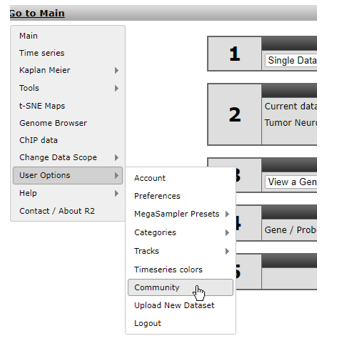 Go to Main
Main
Time series
Kaplan Meier
Tools
t-SNE Maps
Genome Browser
ChIP data
Change Data Scope
User Options
Help
Contact / About R2
Account
Preferences
MegaSampler Presets
Categories
Tracks
Timeseries colors
Community
Upload New Dataset
Logout
1
Single Data
2
Current data
Tumor Neuro
3
View a Gen
4
Gene / Prob
5